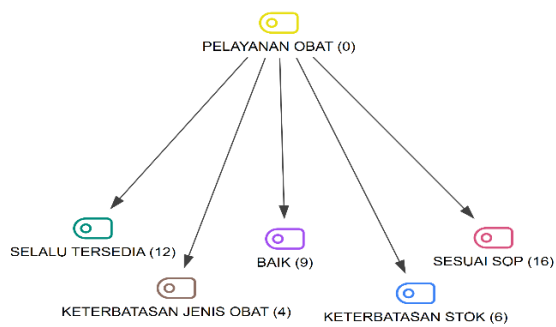 PELAYANAN OBAT (0)
SELALU TERSEDIA (12)
BAIK (9)
SESUAI SOP (16)
KETERBATASAN JENIS OBAT (4)
KETERBATASAN STOK (6)